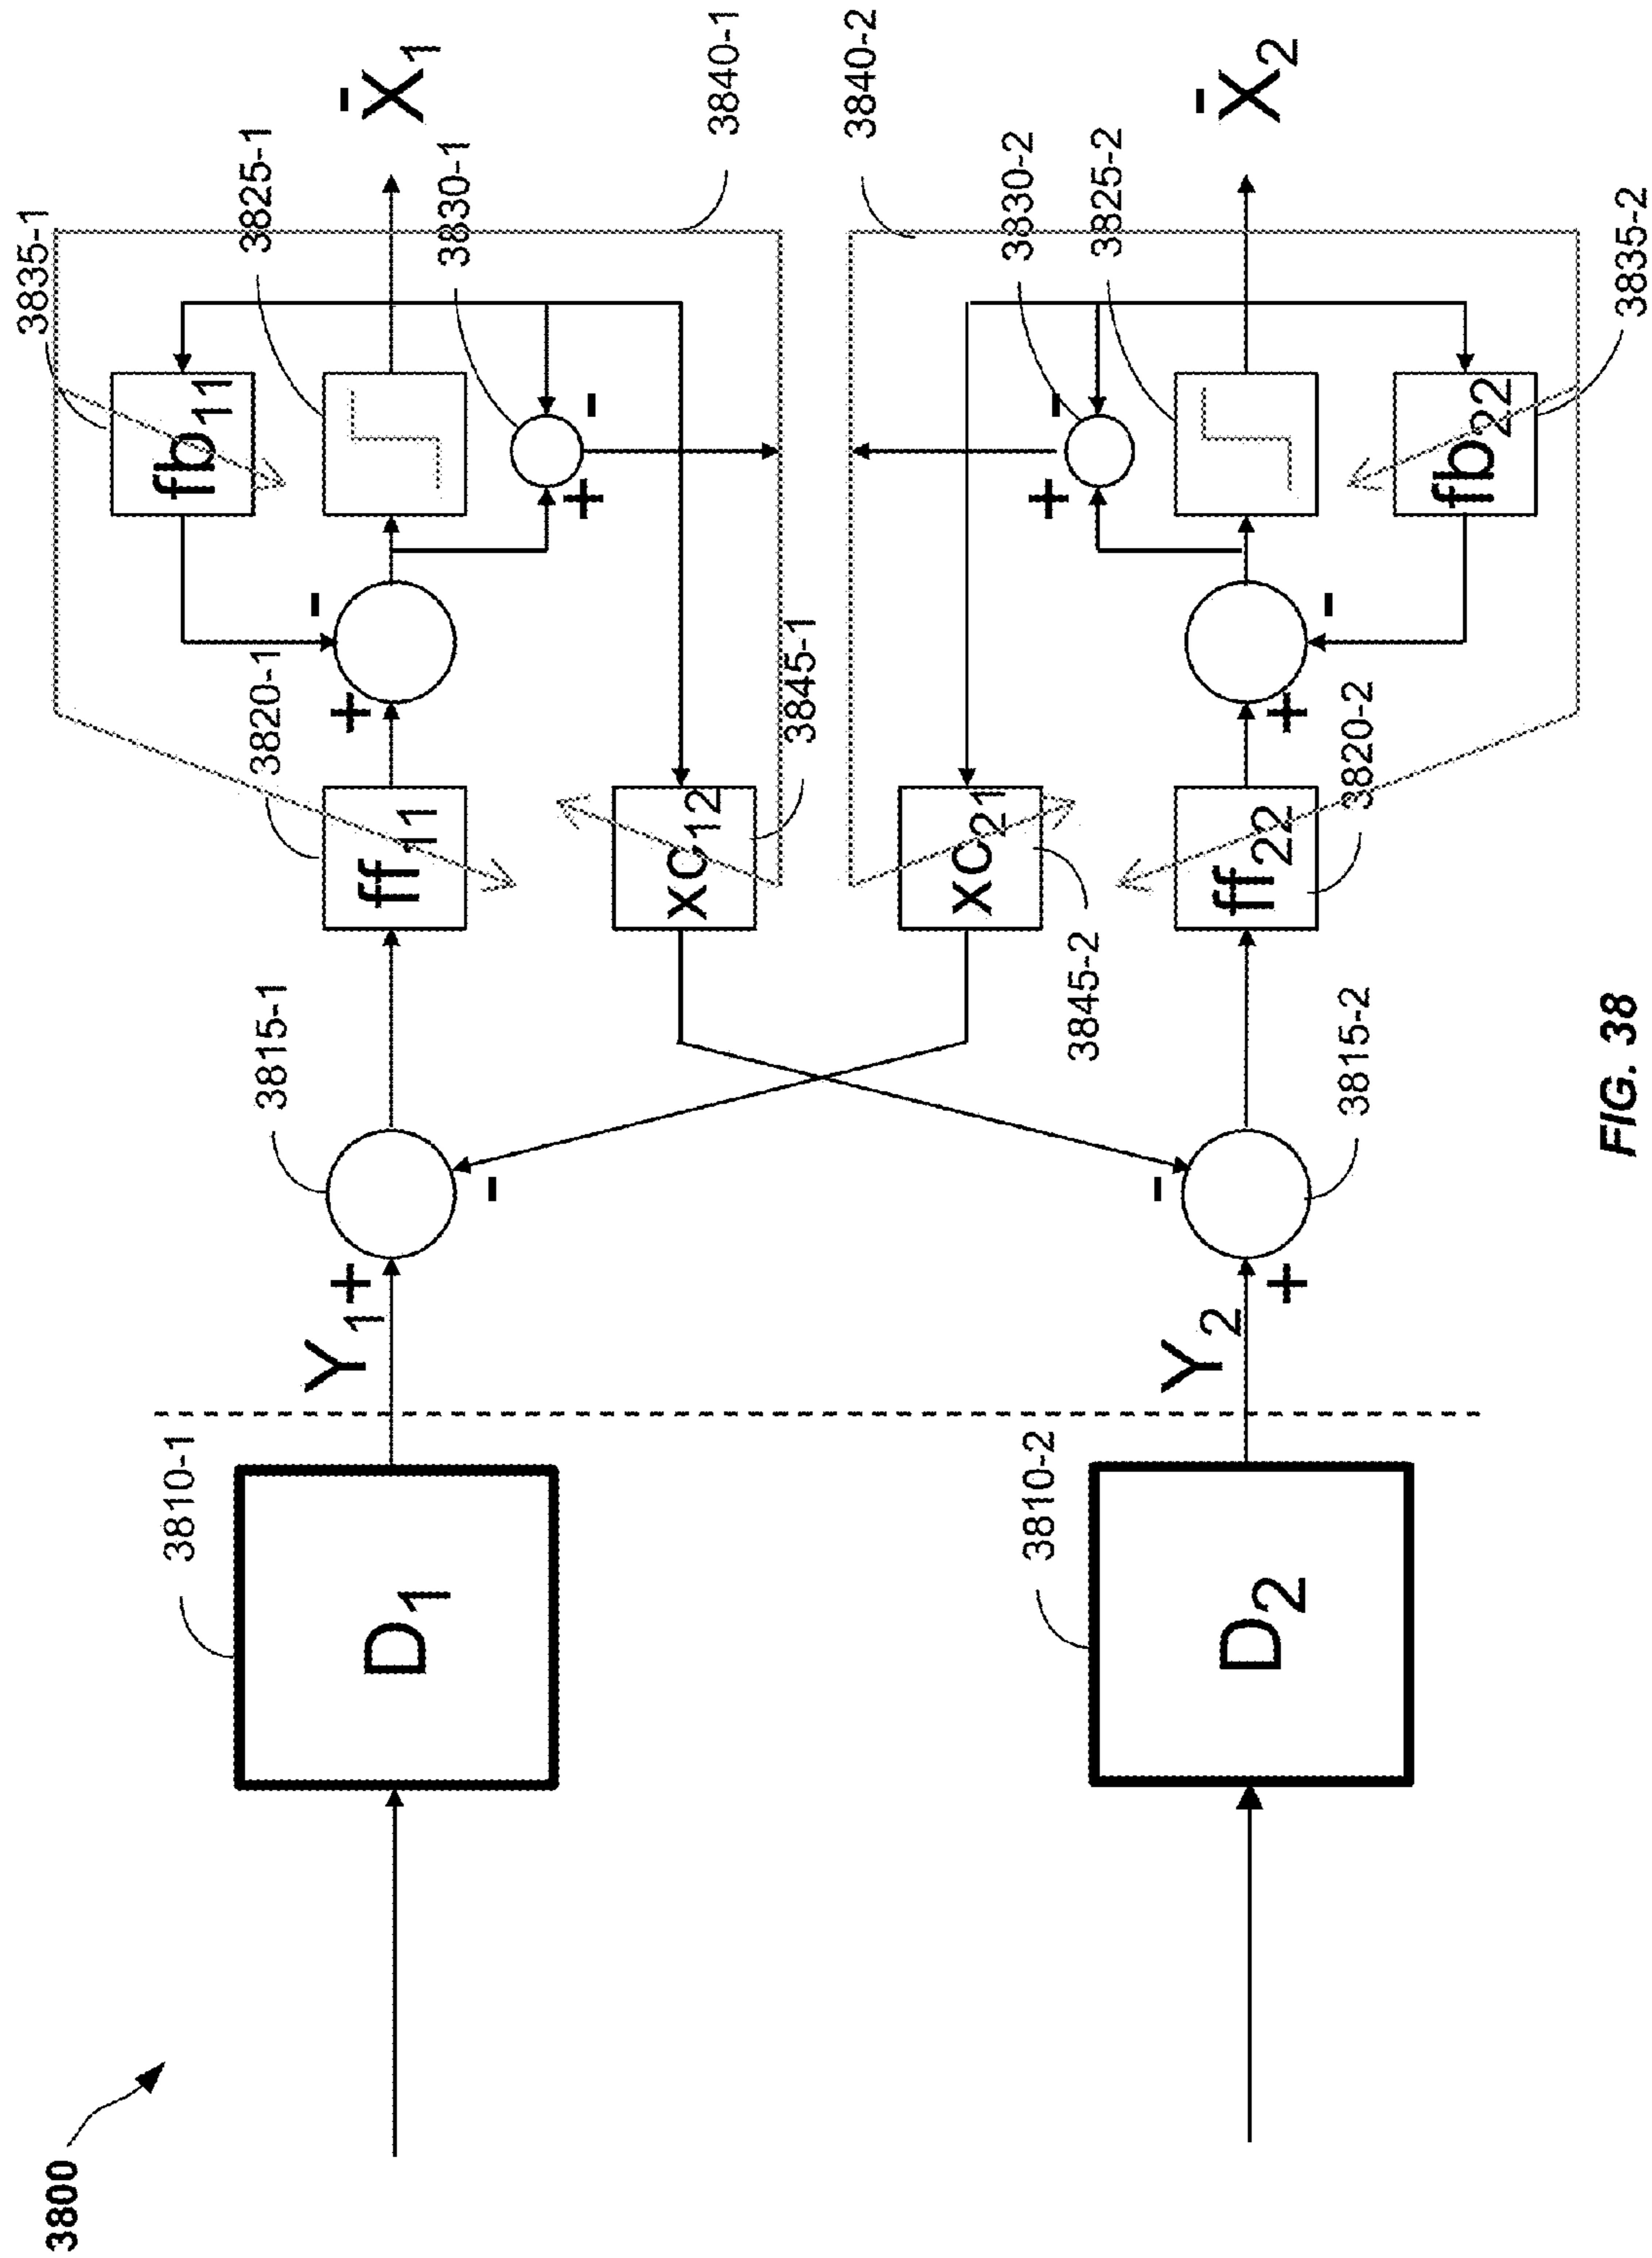 3800
3810-1
D1
Y1
+
3815-1
-
3820-1
ff11
+
-
3835-1
fb11
3825-1
X̄1
3830-1
+
-
3840-1
xc12
3845-1
3840-2
xc21
3845-2
3830-2
+
-
3825-2
X̄2
3810-2
D2
Y2
+
-
3815-2
ff22
3820-2
+
-
fb22
3835-2
FIG. 38